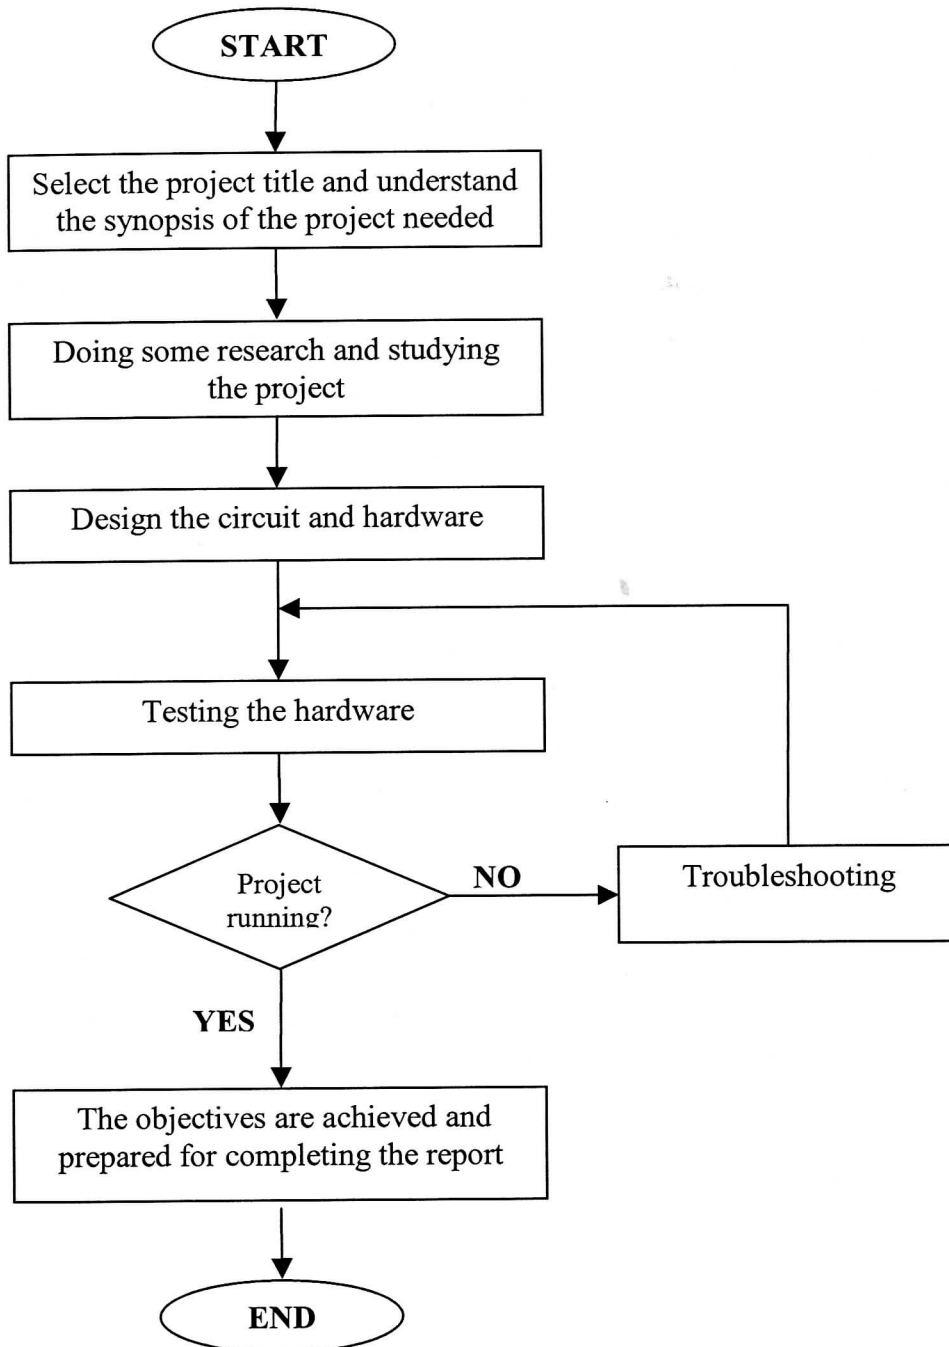 START
Select the project title and understand
the synopsis of the project needed
Doing some research and studying
the project
Design the circuit and hardware
Testing the hardware
Project
running?
NO
Troubleshooting
YES
The objectives are achieved and
prepared for completing the report
END